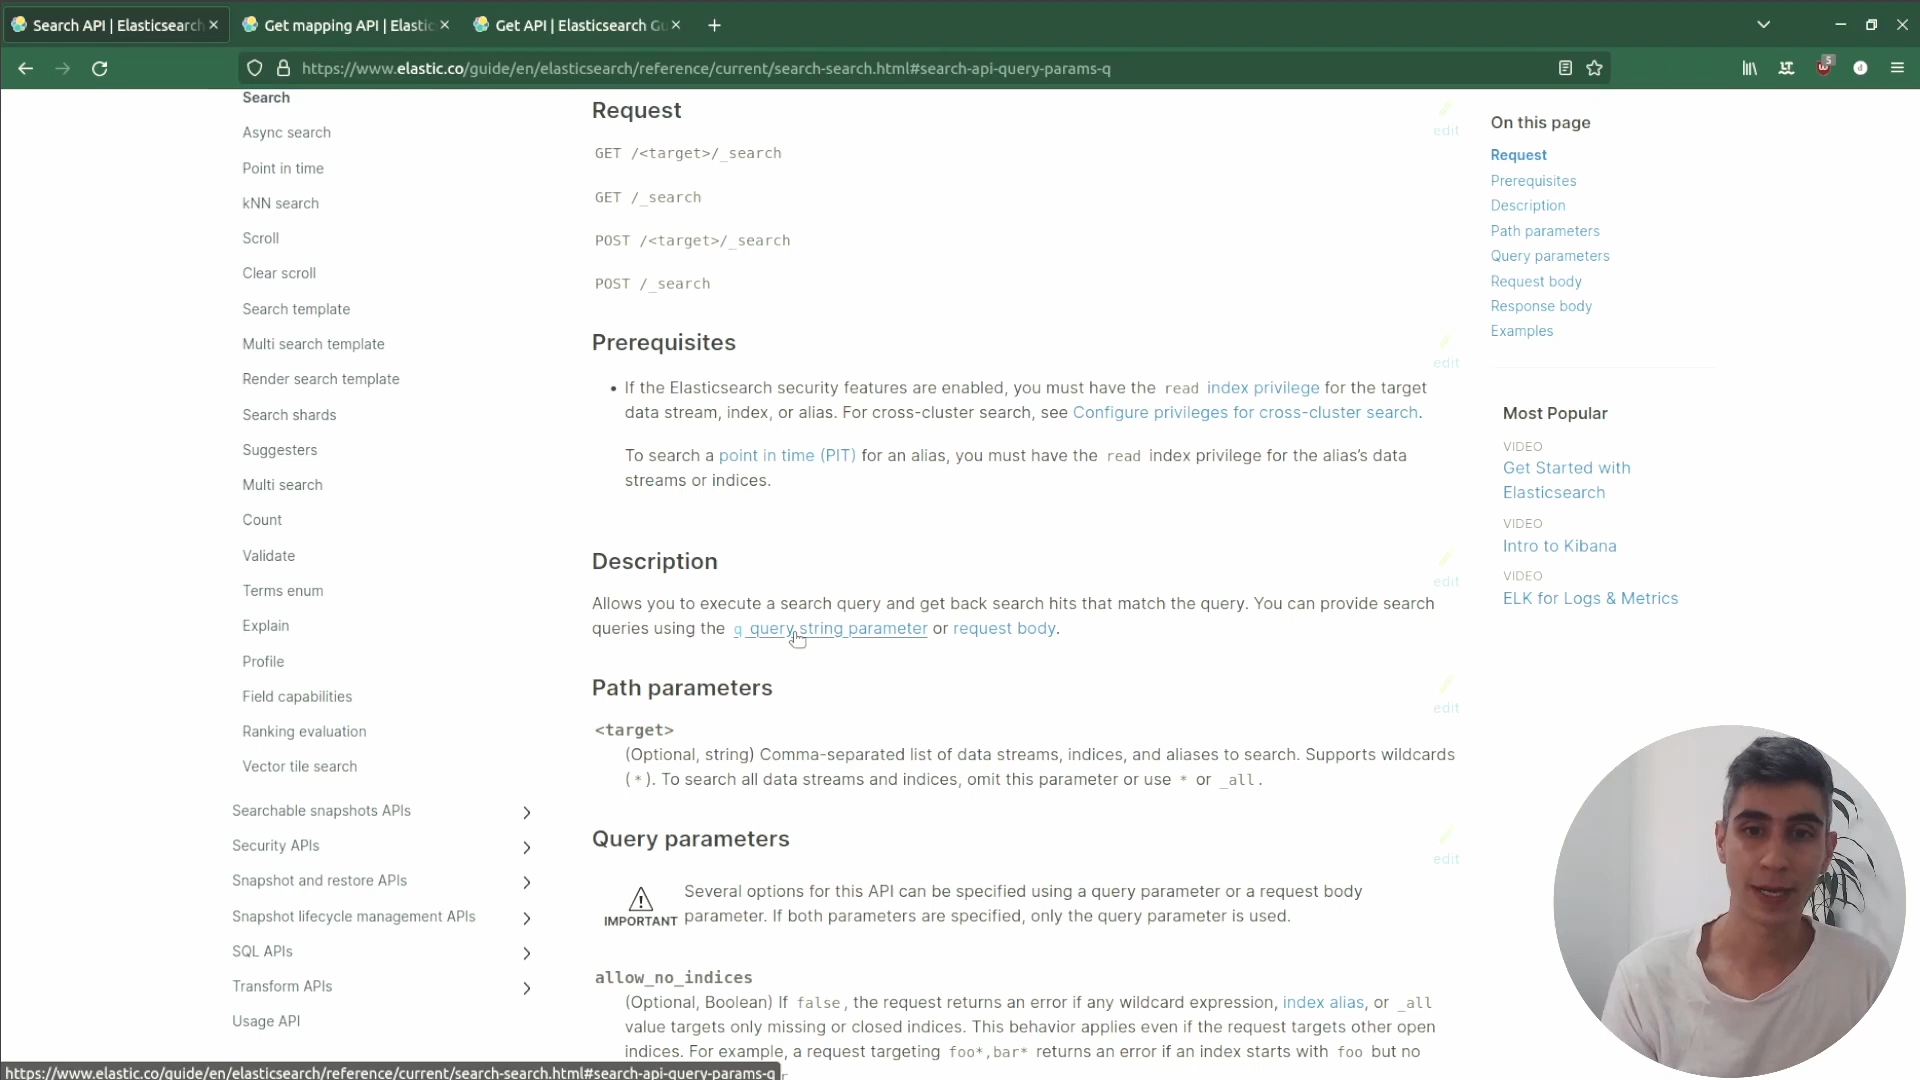 Search API | Elasticsearch
Get mapping API | Elastic
Get API | Elasticsearch Gu
https://www.elastic.co/guide/en/elasticsearch/reference/current/search-search.html#search-api-query-params-q
5
Search
Async search
Point in time
kNN search
Scroll
Clear scroll
Search template
Multi search template
Render search template
Search shards
Suggesters
Multi search
Count
Validate
Terms enum
Explain
Profile
Field capabilities
Ranking evaluation
Vector tile search
Searchable snapshots APIs
Security APIs
Snapshot and restore APIs
Snapshot lifecycle management APIs
SQL APIs
Transform APIs
Usage API
Request
edit
GET /<target>/_search
GET /_search
POST /<target>/_search
POST /_search
Prerequisites
edit
• If the Elasticsearch security features are enabled, you must have the read index privilege for the target
data stream, index, or alias. For cross-cluster search, see Configure privileges for cross-cluster search.
To search a point in time (PIT) for an alias, you must have the read index privilege for the alias’s data
streams or indices.
Description
edit
Allows you to execute a search query and get back search hits that match the query. You can provide search
queries using the q query string parameter or request body.
Path parameters
edit
<target>
(Optional, string) Comma-separated list of data streams, indices, and aliases to search. Supports wildcards
(*). To search all data streams and indices, omit this parameter or use * or _all.
Query parameters
edit
IMPORTANT
Several options for this API can be specified using a query parameter or a request body
parameter. If both parameters are specified, only the query parameter is used.
allow_no_indices
(Optional, Boolean) If false, the request returns an error if any wildcard expression, index alias, or _all
value targets only missing or closed indices. This behavior applies even if the request targets other open
indices. For example, a request targeting foo*,bar* returns an error if an index starts with foo but no
On this page
Request
Prerequisites
Description
Path parameters
Query parameters
Request body
Response body
Examples
Most Popular
VIDEO
Get Started with
Elasticsearch
VIDEO
Intro to Kibana
VIDEO
ELK for Logs & Metrics
https://www.elastic.co/guide/en/elasticsearch/reference/current/search-search.html#search-api-query-params-q